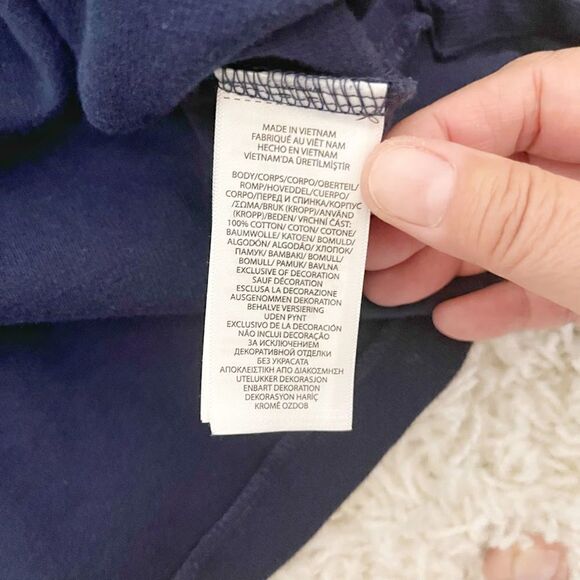 MADE IN VIETNAM
FABRIQUÉ AU VIÊT NAM
HECHO EN VIETNAM
VIETNAM'DA ÜRETİLMİŞTİR
BODY/CORPS/CORPO/OBERTEIL/
ROMP/HOVEDDEL/CUERPO/
CORPO/ПЕРЕД И СПИНКА/КОРПУС
/ΣΩΜΑ/BRUK (KROPP)/ANVÄND
(KROPP)/BEDEN/ VRCHNÍ ČÁST:
100% COTTON/ COTON/ COTONE/
BAUMWOLLE/ KATOEN/ BOMULD/
ALGODÓN/ ALGODÃO/ ХЛОПОК/
ПАМУК/ ΒΑΜΒΑΚΙ/ BOMULL/
BOMULL/ PAMUK/ BAVLNA
EXCLUSIVE OF DECORATION
SAUF DÉCORATION
ESCLUSA LA DECORAZIONE
AUSGENOMMEN DEKORATION
BEHALVE VERSIERING
UDEN PYNT
EXCLUSIVO DE LA DECORACIÓN
NÃO INCLUI DECORAÇÃO
ЗА ИСКЛЮЧЕНИЕМ
ДЕКОРАТИВНОЙ ОТДЕЛКИ
БЕЗ УКРАСАТА
ΑΠΟΚΛΕΙΣΤΙΚΗ ΑΠΟ ΔΙΑΚΟΣΜΗΣΗ
UTELUKKER DEKORASJON
ENBART DEKORATION
DEKORASYON HARİÇ
KROMĚ OZDOB